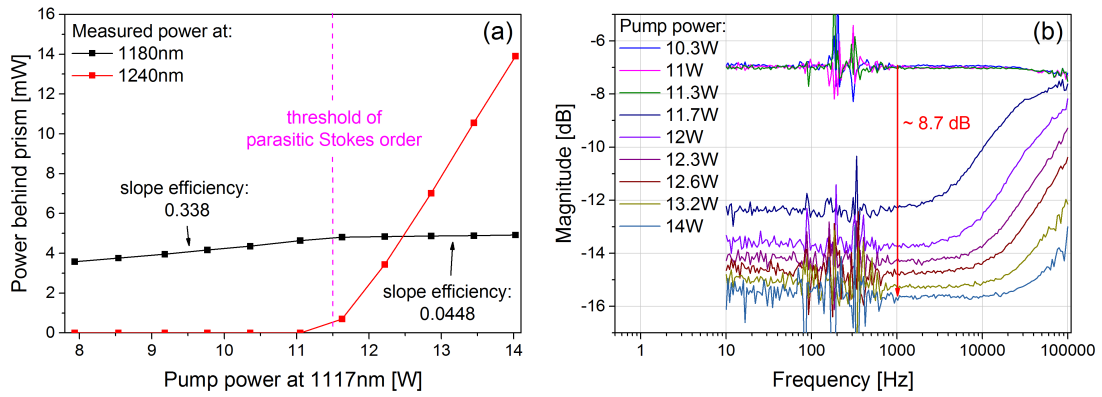 (a)
Measured power at:
1180nm
1240nm
threshold of
parasitic Stokes order
slope efficiency:
0.338
slope efficiency:
0.0448
Power behind prism [mW]
16
14
12
10
8
6
4
2
0
8
9
10
11
12
13
14
Pump power at 1117nm [W]
(b)
Pump power:
10.3W
11W
11.3W
11.7W
12W
12.3W
12.6W
13.2W
14W
~ 8.7 dB
Magnitude [dB]
-6
-8
-10
-12
-14
-16
1
10
100
1000
10000
100000
Frequency [Hz]